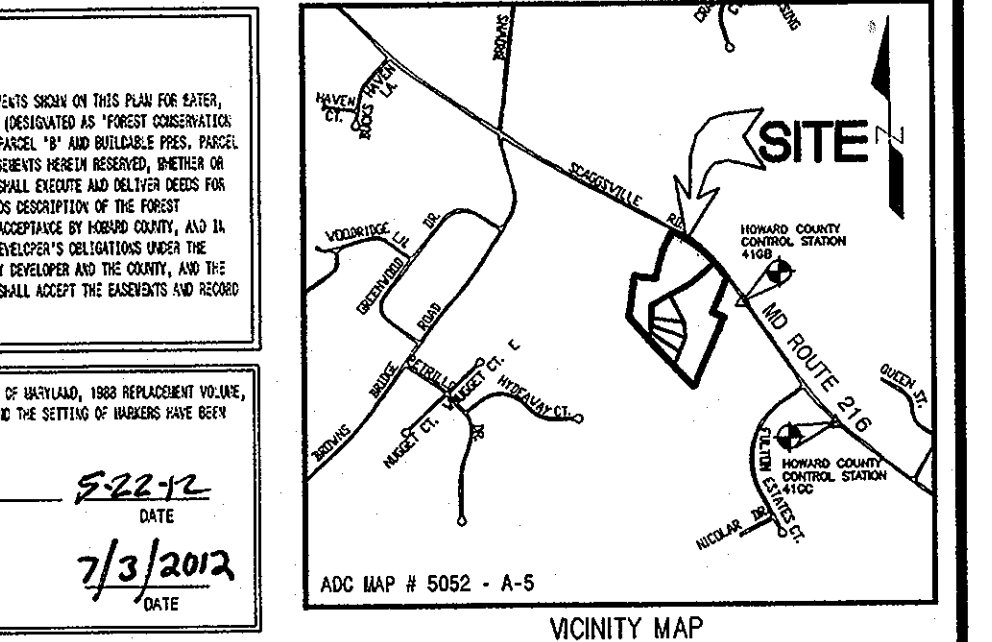 ENTS SHOWN ON THIS PLAN FOR WATER,
(DESIGNATED AS "FOREST CONSERVATION
PARCEL "B" AND BUILDABLE PRES. PARCEL
SEMENTS HEREIN RESERVED, WHETHER OR
SHALL EXECUTE AND DELIVER DEEDS FOR
DS DESCRIPTION OF THE FOREST
ACCEPTANCE BY HOWARD COUNTY, AND IN
EVELOPER'S OBLIGATIONS UNDER THE
Y DEVELOPER AND THE COUNTY, AND THE
SHALL ACCEPT THE EASEMENTS AND RECORD
OF MARYLAND, 1988 REPLACEMENT VOLUME,
D THE SETTING OF MARKERS HAVE BEEN
5-22-12
DATE
7/3/2012
DATE
SNADBE
HAVEN
CT.
BUCKS HAVEN
LA.
SCAGGSVILLE
RD.
SITE
N
HOWARD COUNTY
CONTROL STATION
41GB
WOODRIDGE LN.
GREENWOOD DR.
BROWNS BRIDGE ROAD
PETRILLO DR.
NUGGET CT. E
NUGGET CT.
HYDEAWAY CT.
MD ROUTE 216
QUEEN ST.
HOWARD COUNTY
CONTROL STATION
41CC
FULTON ESTATES CT.
NICOLAR DR.
ADC MAP # 5052 - A-5
VICINITY MAP